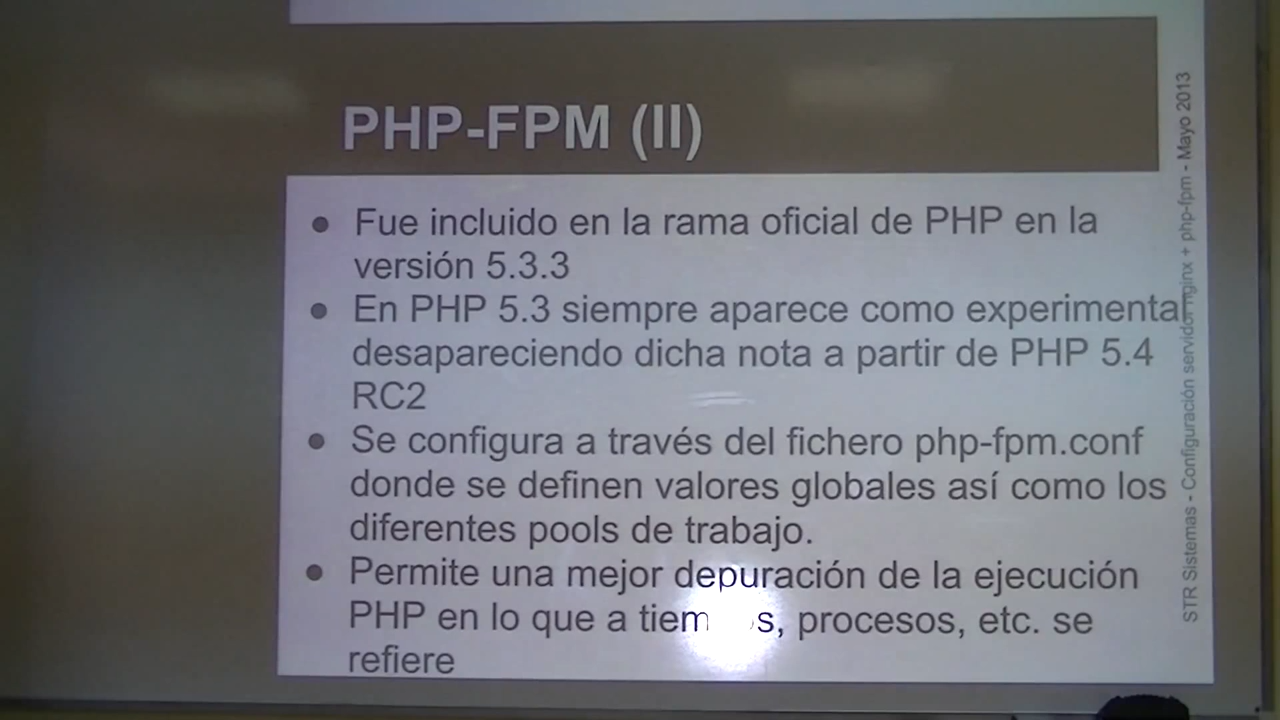 PHP-FPM (II)
● Fue incluido en la rama oficial de PHP en la
versión 5.3.3
● En PHP 5.3 siempre aparece como experimental
desapareciendo dicha nota a partir de PHP 5.4
RC2
● Se configura a través del fichero php-fpm.conf
donde se definen valores globales así como los
diferentes pools de trabajo.
● Permite una mejor depuración de la ejecución
PHP en lo que a procesos, etc. se
refiere
STR Sistemas - Configuración servidor nginx + php-fpm - Mayo 2013